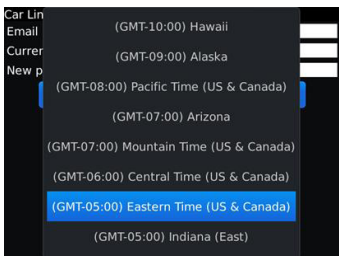 Car Lin
Email
Curren
New p
(GMT-10:00) Hawaii
(GMT-09:00) Alaska
(GMT-08:00) Pacific Time (US & Canada)
(GMT-07:00) Arizona
(GMT-07:00) Mountain Time (US & Canada)
(GMT-06:00) Central Time (US & Canada)
(GMT-05:00) Eastern Time (US & Canada)
(GMT-05:00) Indiana (East)